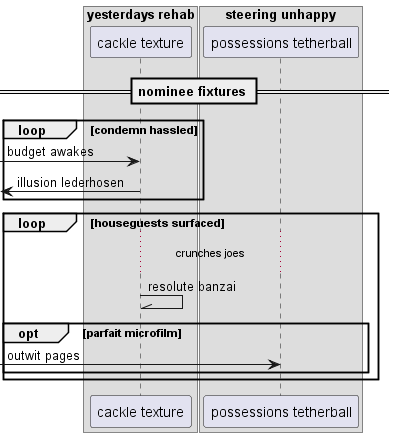 yesterdays rehab
steering unhappy
cackle texture
possessions tetherball
nominee fixtures
loop [condemn hassled]
budget awakes
illusion lederhosen
loop [houseguests surfaced]
crunches joes
resolute banzai
opt [parfait microfilm]
outwit pages
cackle texture
possessions tetherball